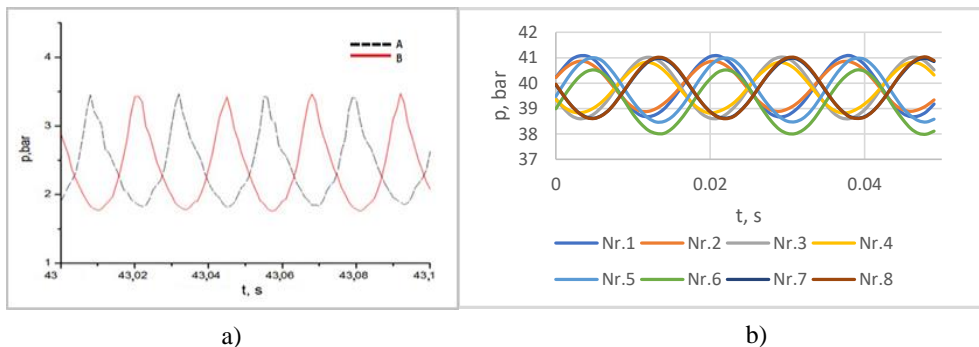 A
B
4
3
2
1
p,bar
43
43,02
43,04
43,06
43,08
43,1
t, s
a)
42
41
40
39
38
37
p, bar
0
0.02
0.04
t, s
Nr.1 Nr.2 Nr.3 Nr.4
Nr.5 Nr.6 Nr.7 Nr.8
b)